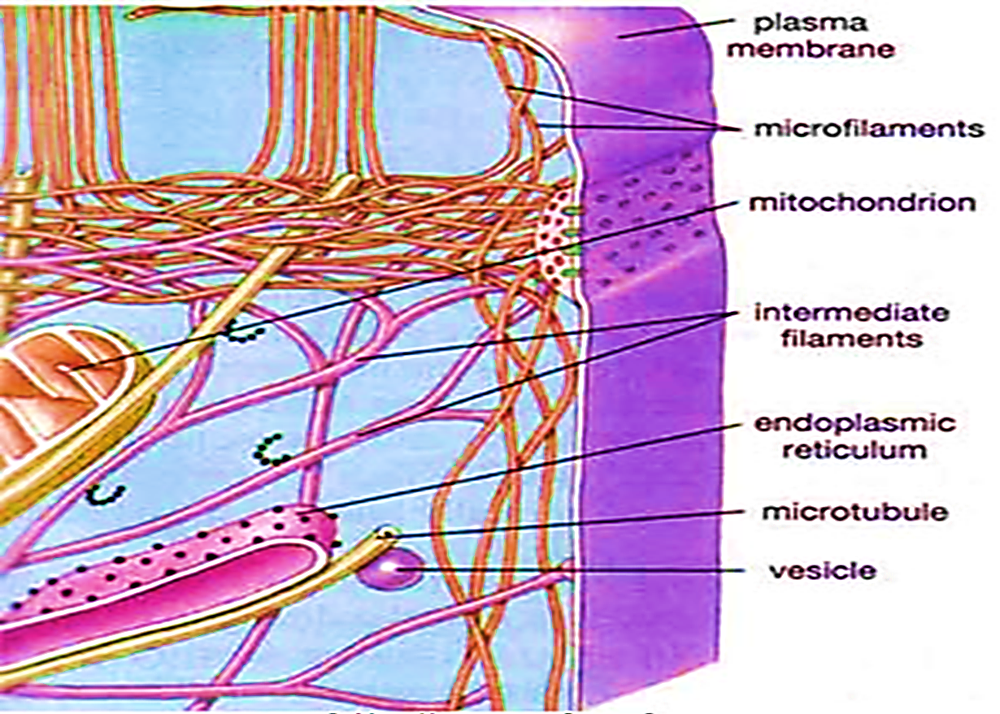 plasma
membrane
microfilaments
mitochondrion
intermediate
filaments
endoplasmic
reticulum
microtubule
vesicle